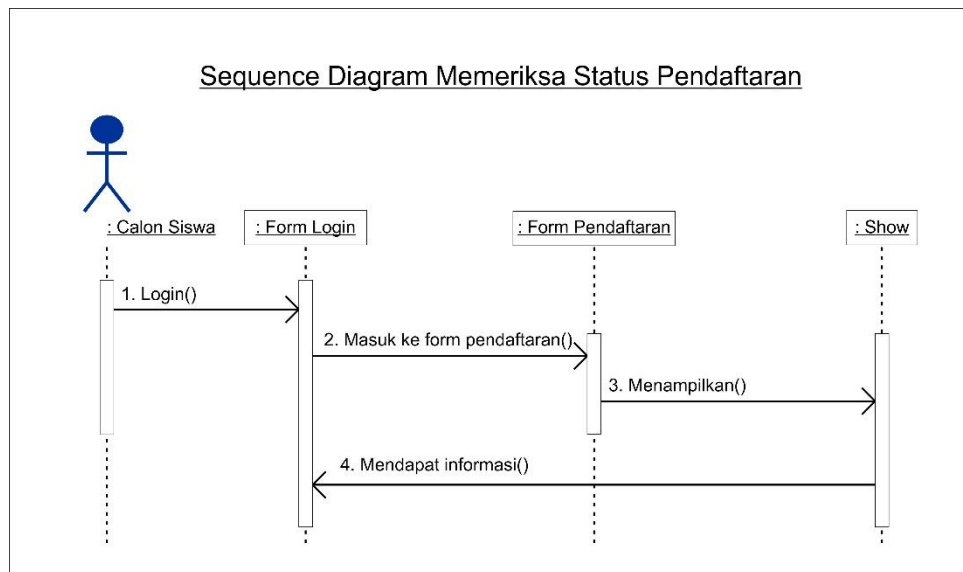 Sequence Diagram Memeriksa Status Pendaftaran
: Calon Siswa
: Form Login
: Form Pendaftaran
: Show
1. Login()
2. Masuk ke form pendaftaran()
3. Menampilkan()
4. Mendapat informasi()